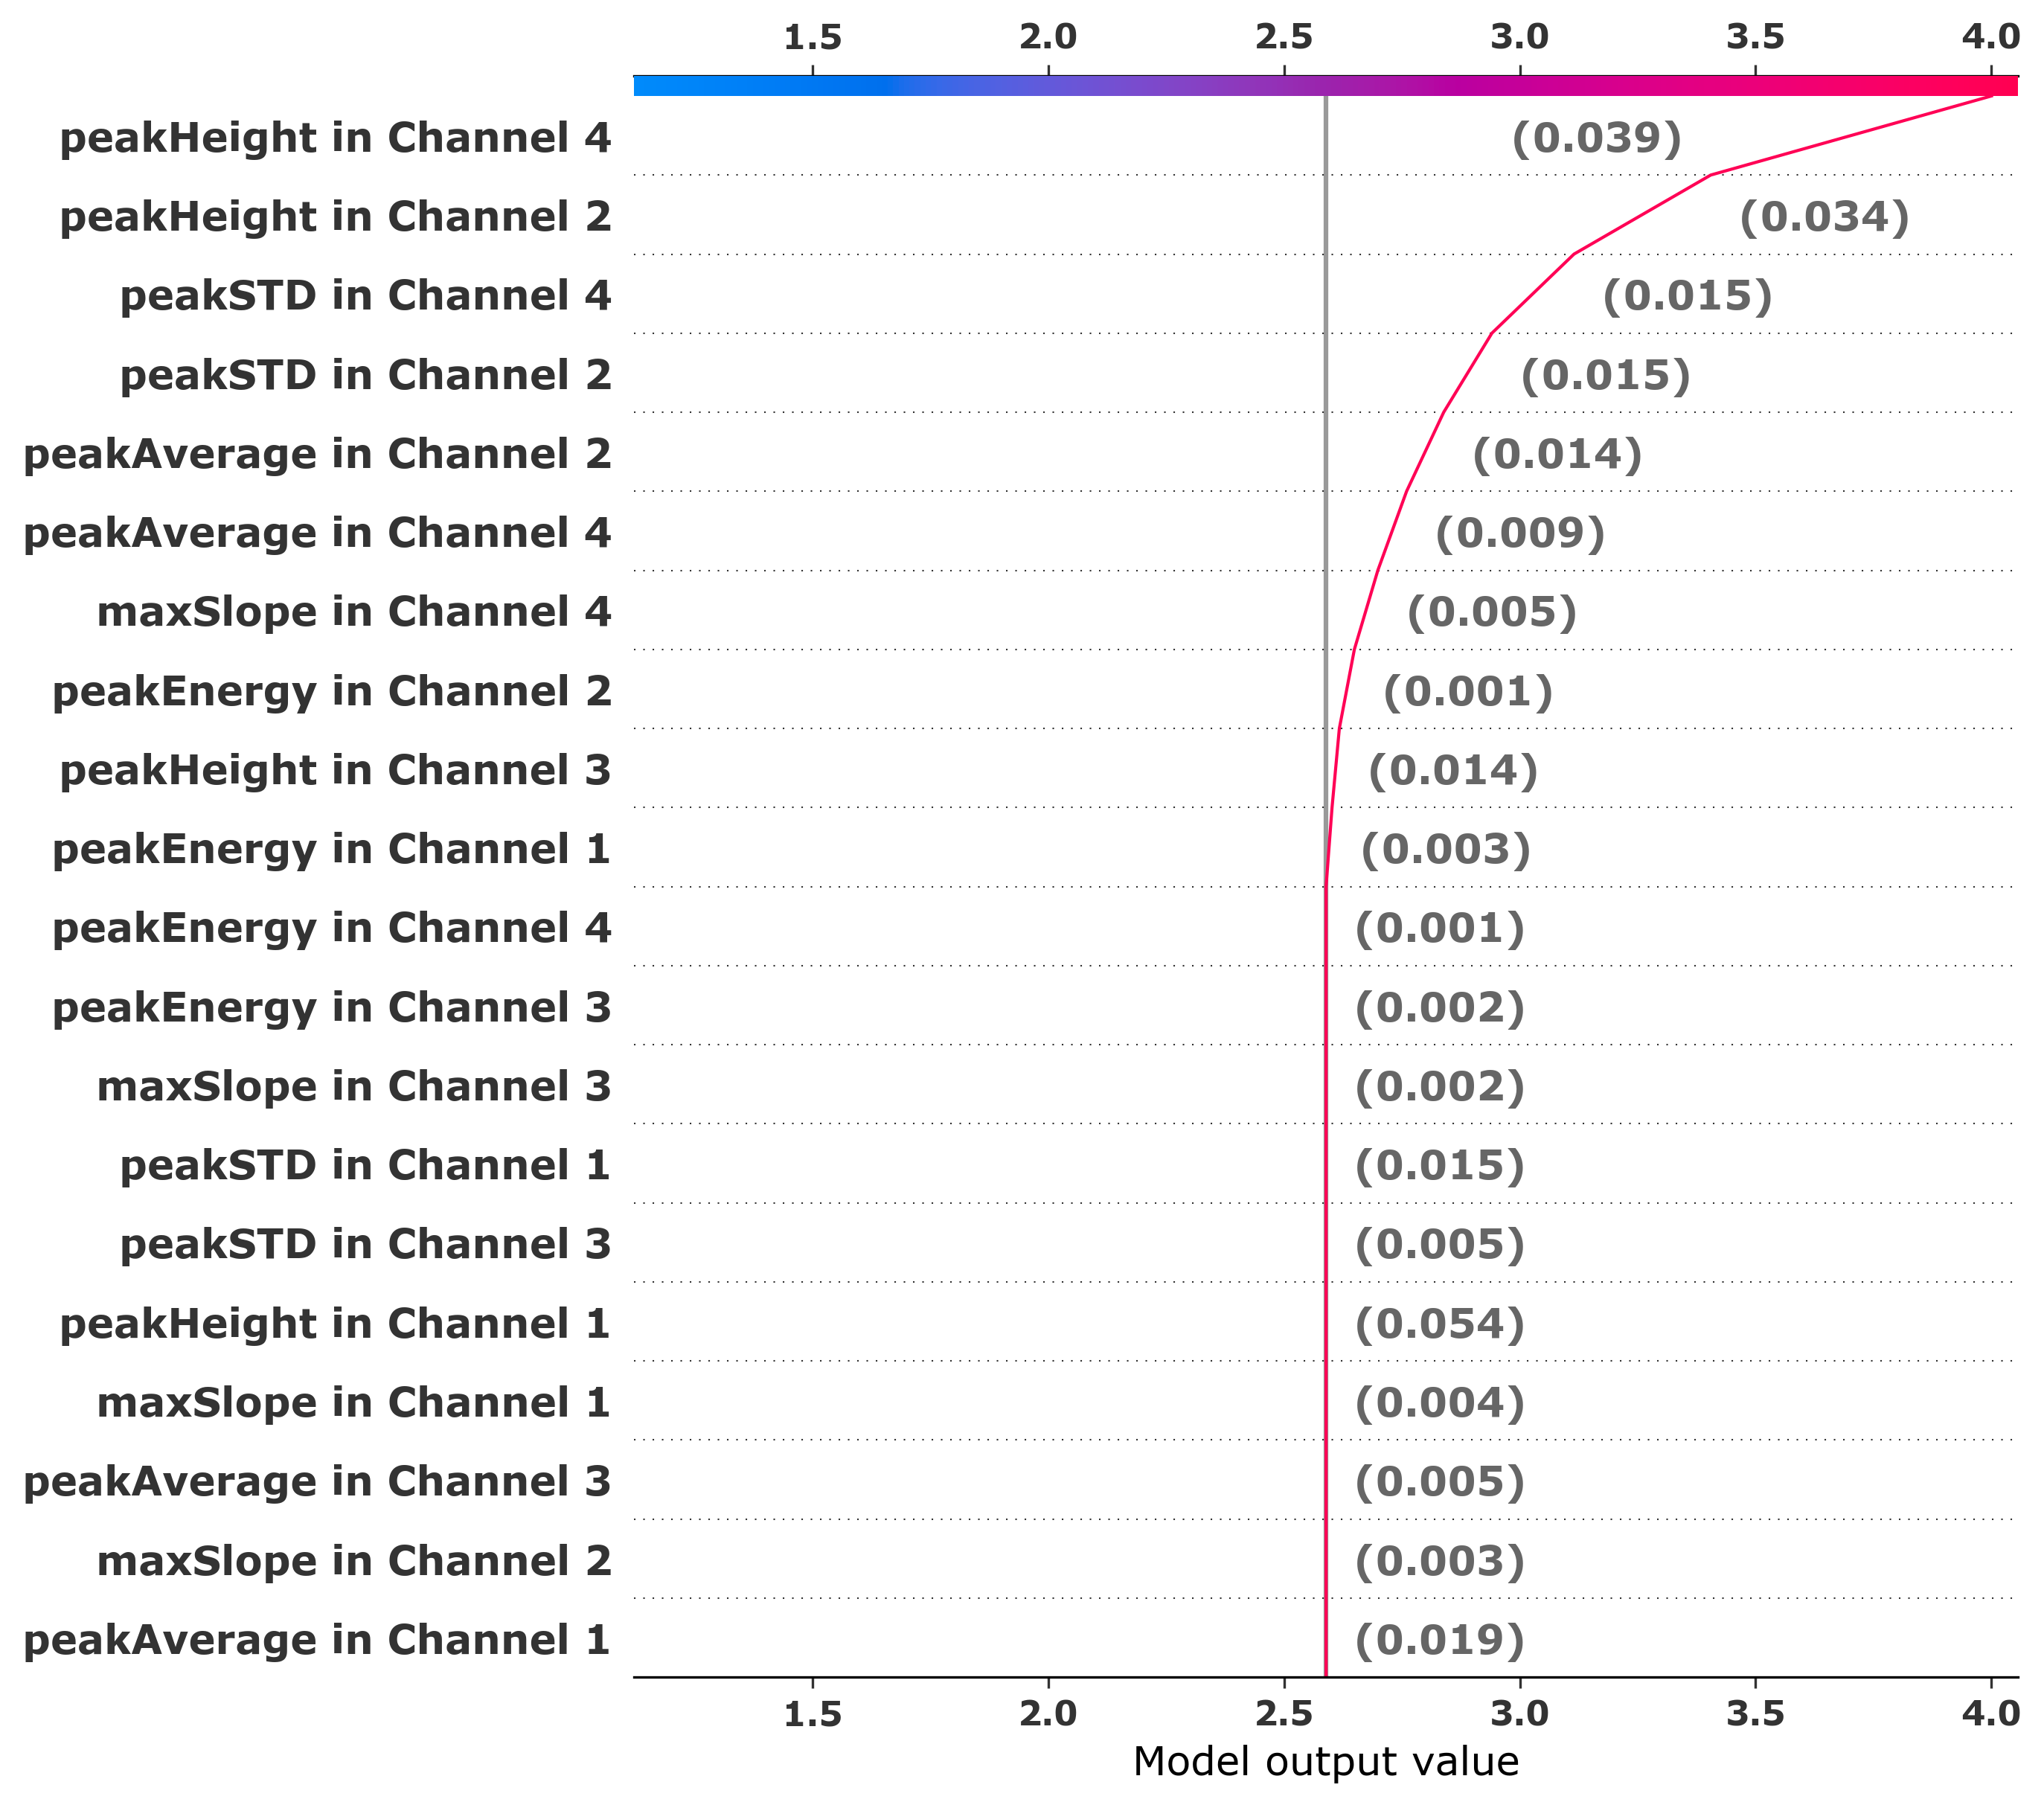 1.5 2.0 2.5 3.0 3.5 4.0
peakHeight in Channel 4 (0.039)
peakHeight in Channel 2 (0.034)
peakSTD in Channel 4 (0.015)
peakSTD in Channel 2 (0.015)
peakAverage in Channel 2 (0.014)
peakAverage in Channel 4 (0.009)
maxSlope in Channel 4 (0.005)
peakEnergy in Channel 2 (0.001)
peakHeight in Channel 3 (0.014)
peakEnergy in Channel 1 (0.003)
peakEnergy in Channel 4 (0.001)
peakEnergy in Channel 3 (0.002)
maxSlope in Channel 3 (0.002)
peakSTD in Channel 1 (0.015)
peakSTD in Channel 3 (0.005)
peakHeight in Channel 1 (0.054)
maxSlope in Channel 1 (0.004)
peakAverage in Channel 3 (0.005)
maxSlope in Channel 2 (0.003)
peakAverage in Channel 1 (0.019)
1.5 2.0 2.5 3.0 3.5 4.0
Model output value